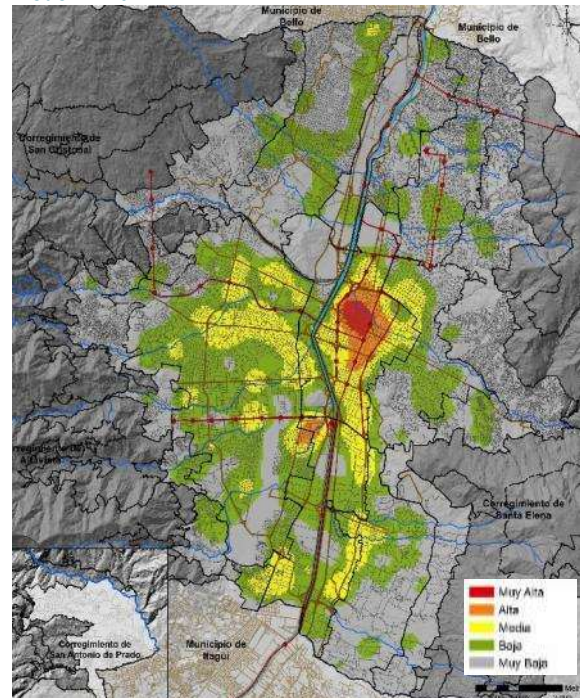 Municipio de
Bello
Municipio de
Bello
Corregimiento de
San Cristobal
Corregimiento de
Santa Elena
Corregimiento de
San Antonio de Prado
Municipio de
Itagüí
Muy Alta
Alta
Media
Baja
Muy Baja